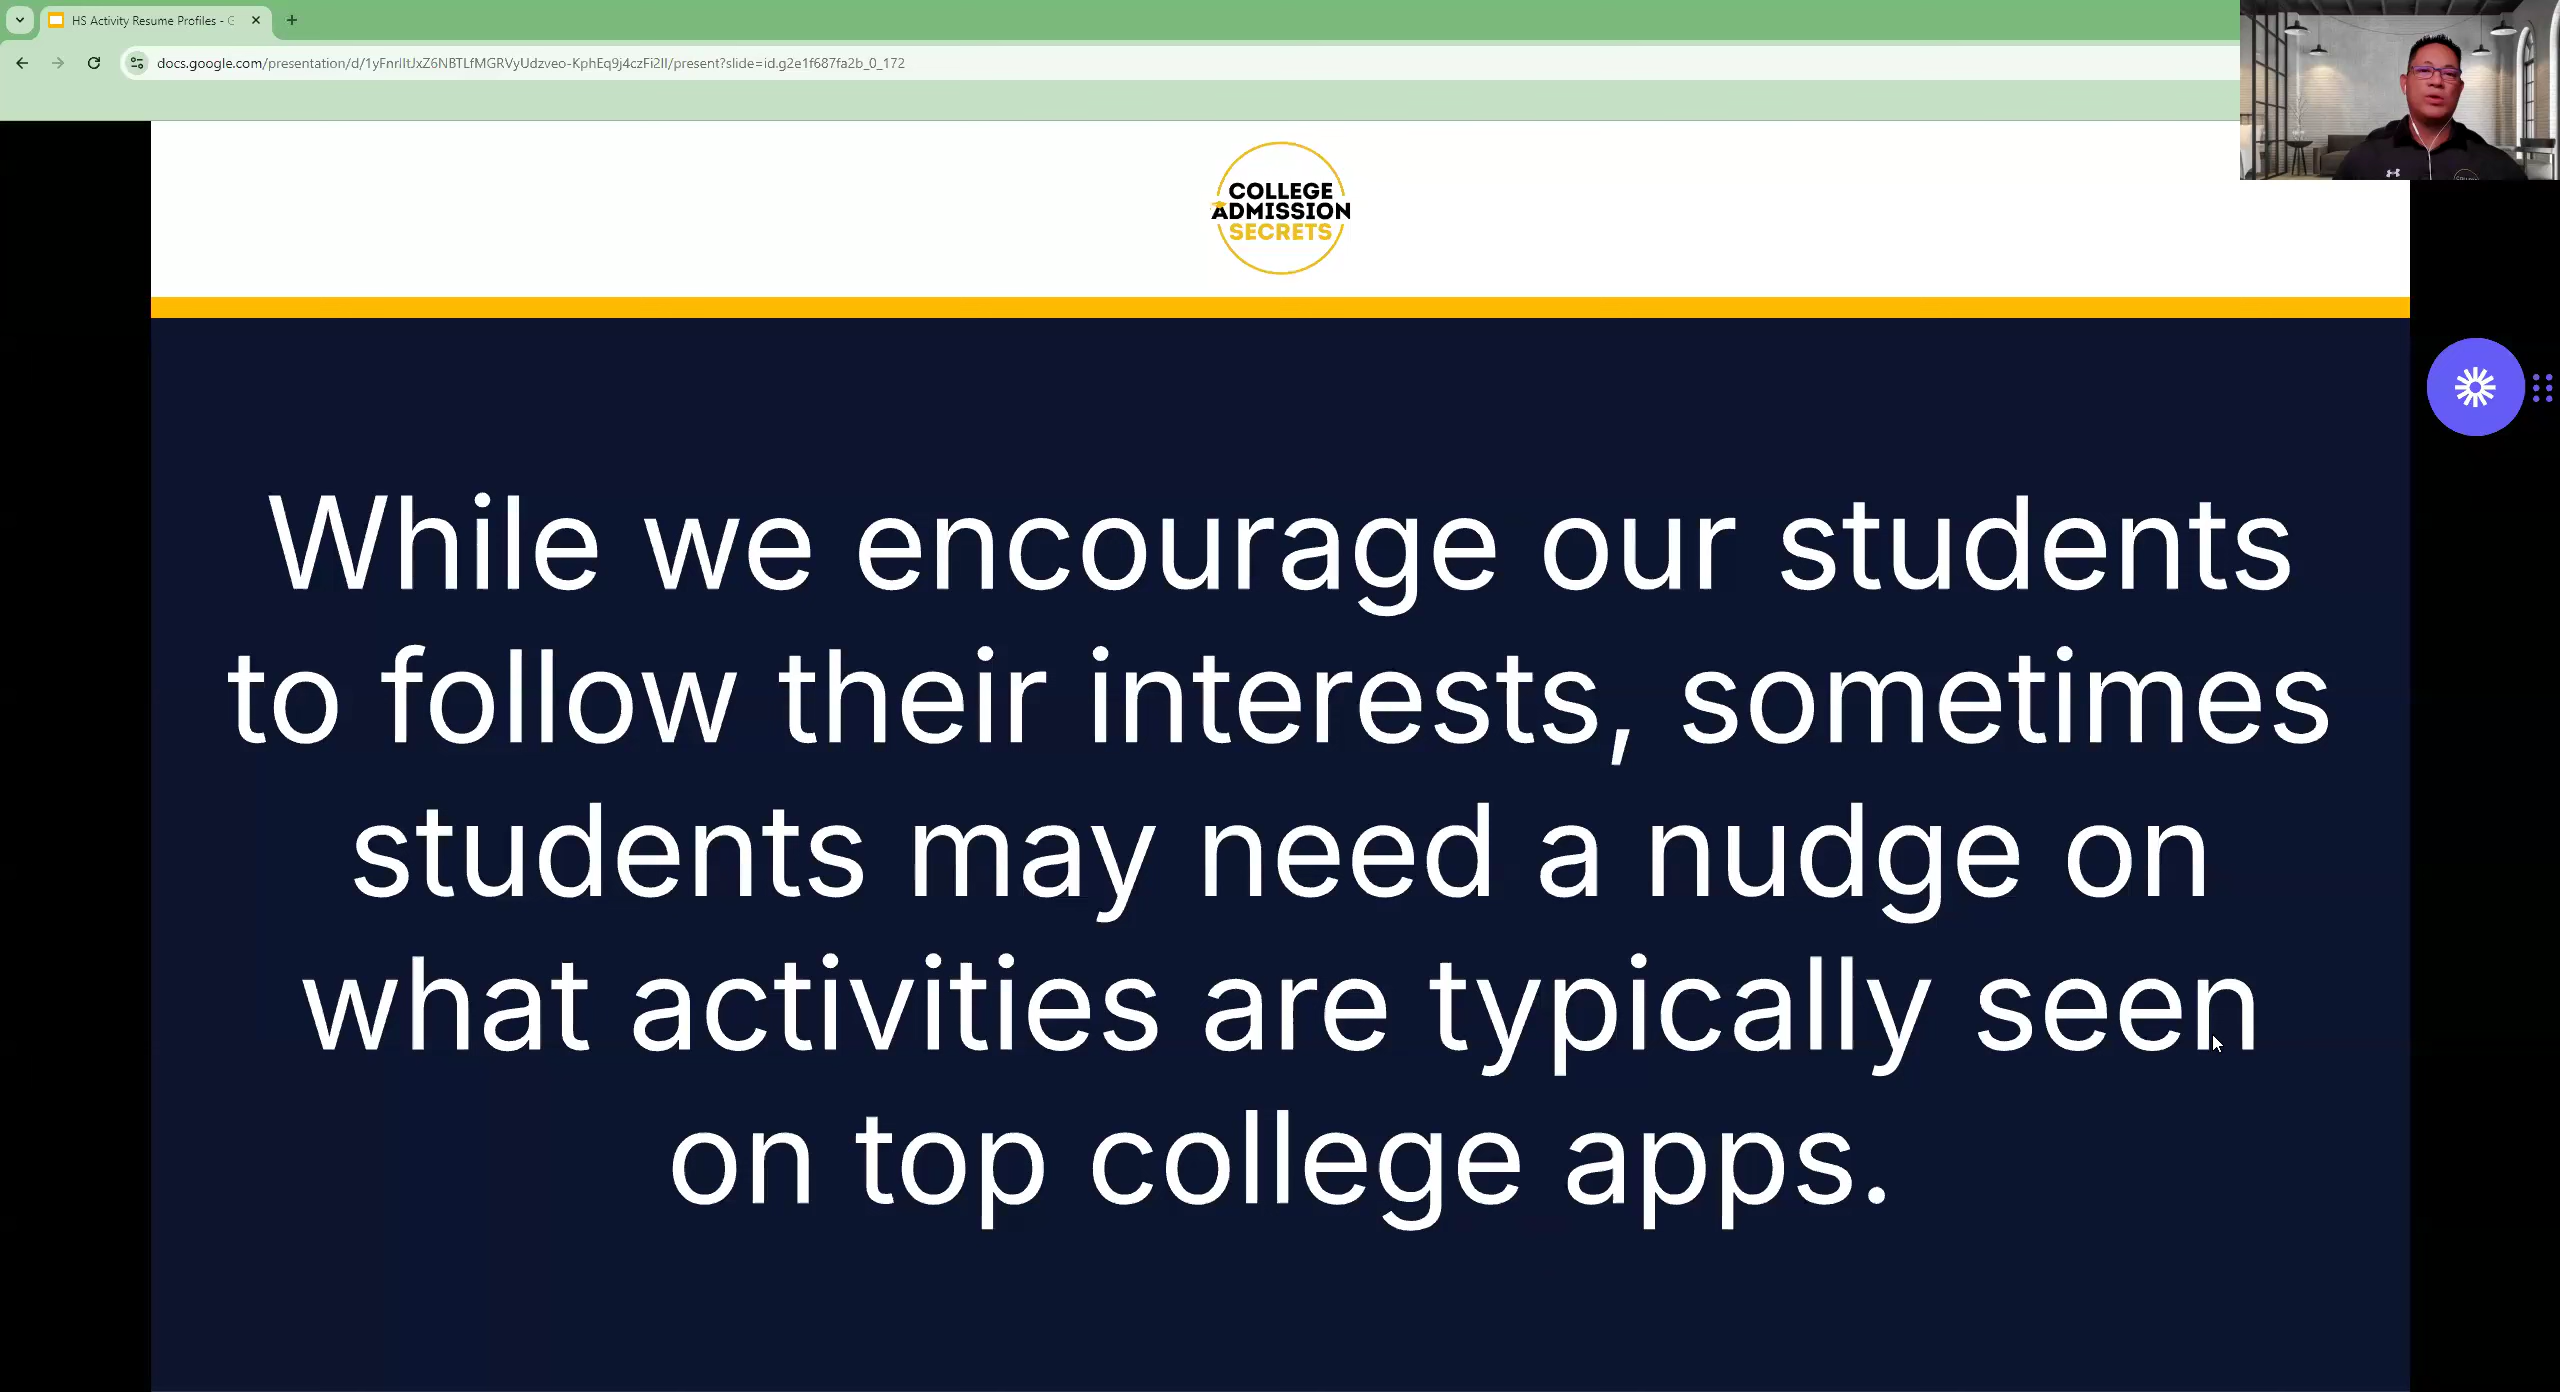 HS Activity Resume Profiles - G
docs.google.com/presentation/d/1yFnrlItJxZ6NBTLfMGRVyUdzveo-KphEq9j4czFi2lI/present?slide=id.g2e1f687fa2b_0_172
COLLEGE
ADMISSION
SECRETS
While we encourage our students
to follow their interests, sometimes
students may need a nudge on
what activities are typically seen
on top college apps.